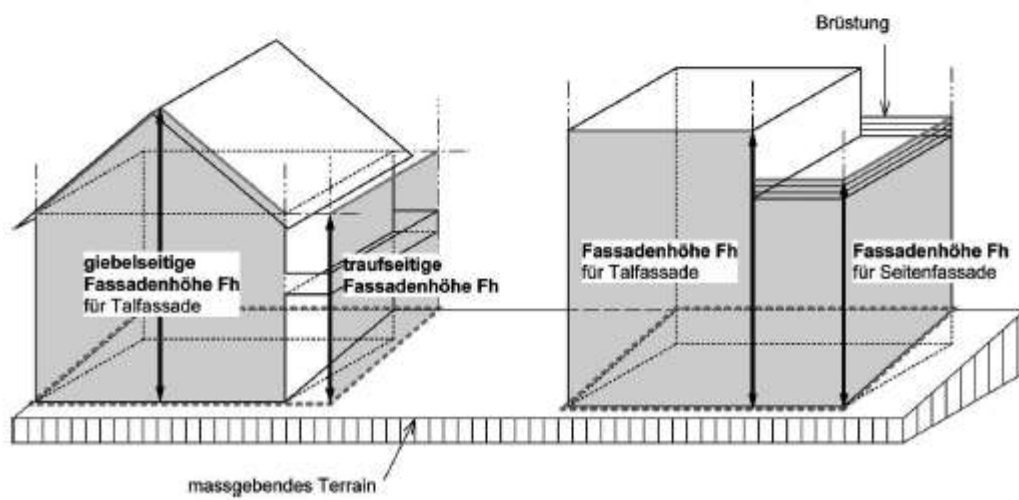 Brüstung
giebelseitige
Fassadenhöhe Fh
für Talfassade
traufseitige
Fassadenhöhe Fh
Fassadenhöhe Fh
für Talfassade
Fassadenhöhe Fh
für Seitenfassade
massgebendes Terrain